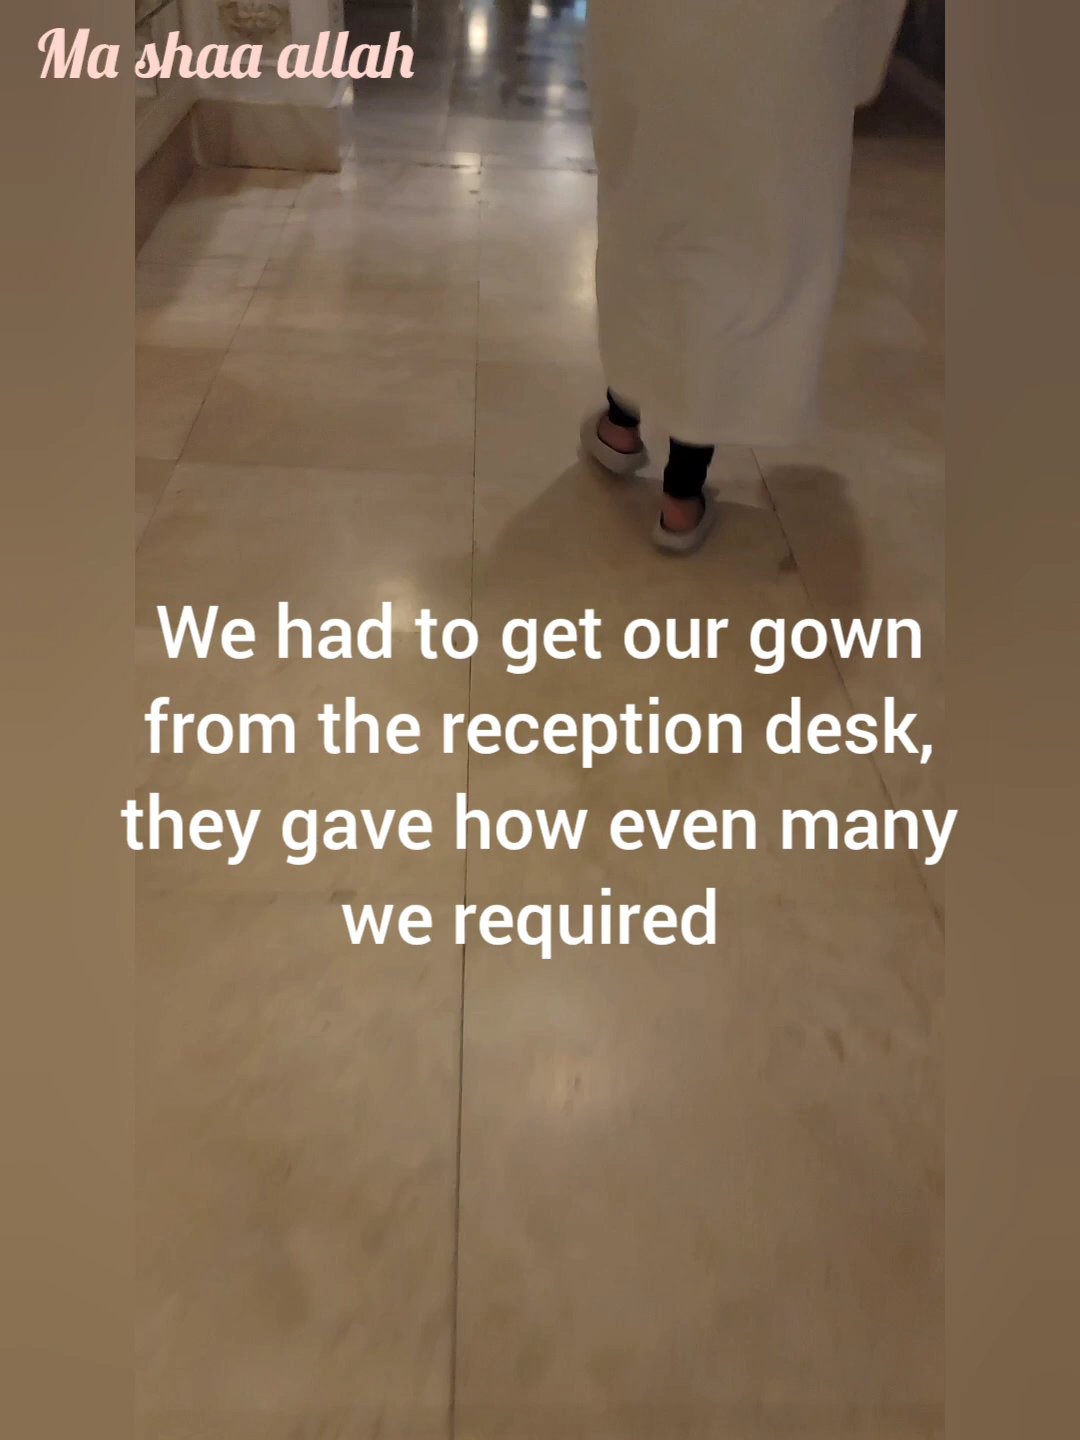 Ma shaa allah
We had to get our gown
from the reception desk,
they gave how even many
we required